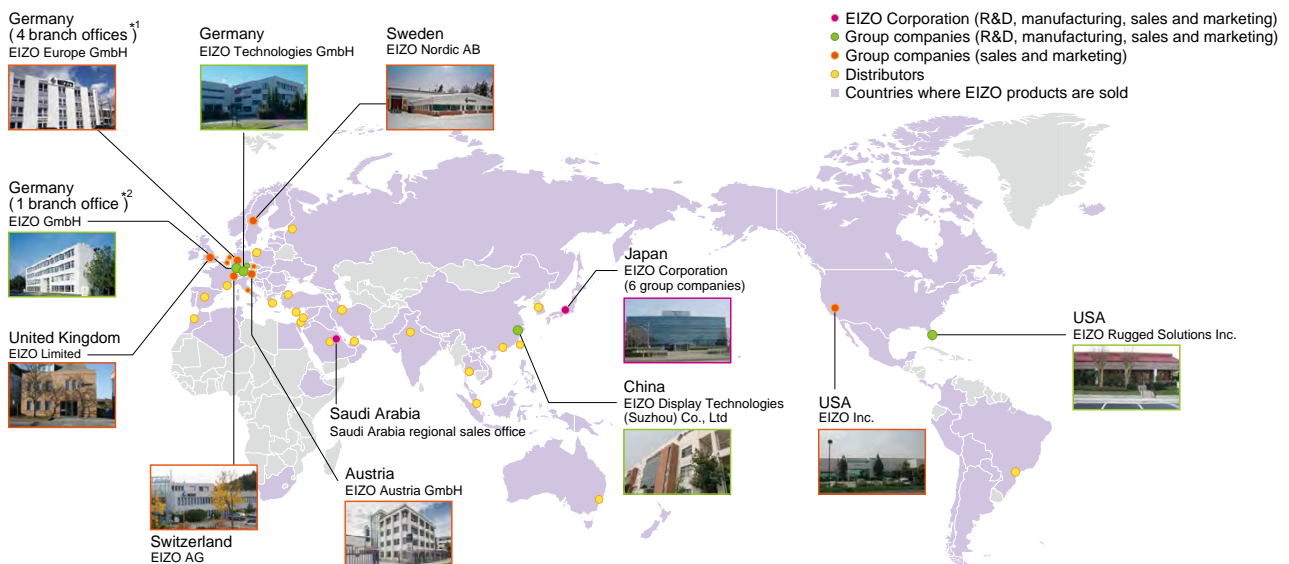 Germany
(4 branch offices)*1
EIZO Europe GmbH
Germany
EIZO Technologies GmbH
Sweden
EIZO Nordic AB
EIZO Corporation (R&D, manufacturing, sales and marketing)
Group companies (R&D, manufacturing, sales and marketing)
Group companies (sales and marketing)
Distributors
Countries where EIZO products are sold
Germany
(1 branch office)*2
EIZO GmbH
Japan
EIZO Corporation
(6 group companies)
United Kingdom
EIZO Limited
USA
EIZO Rugged Solutions Inc.
Saudi Arabia
Saudi Arabia regional sales office
China
EIZO Display Technologies
(Suzhou) Co., Ltd
USA
EIZO Inc.
Austria
EIZO Austria GmbH
Switzerland
EIZO AG